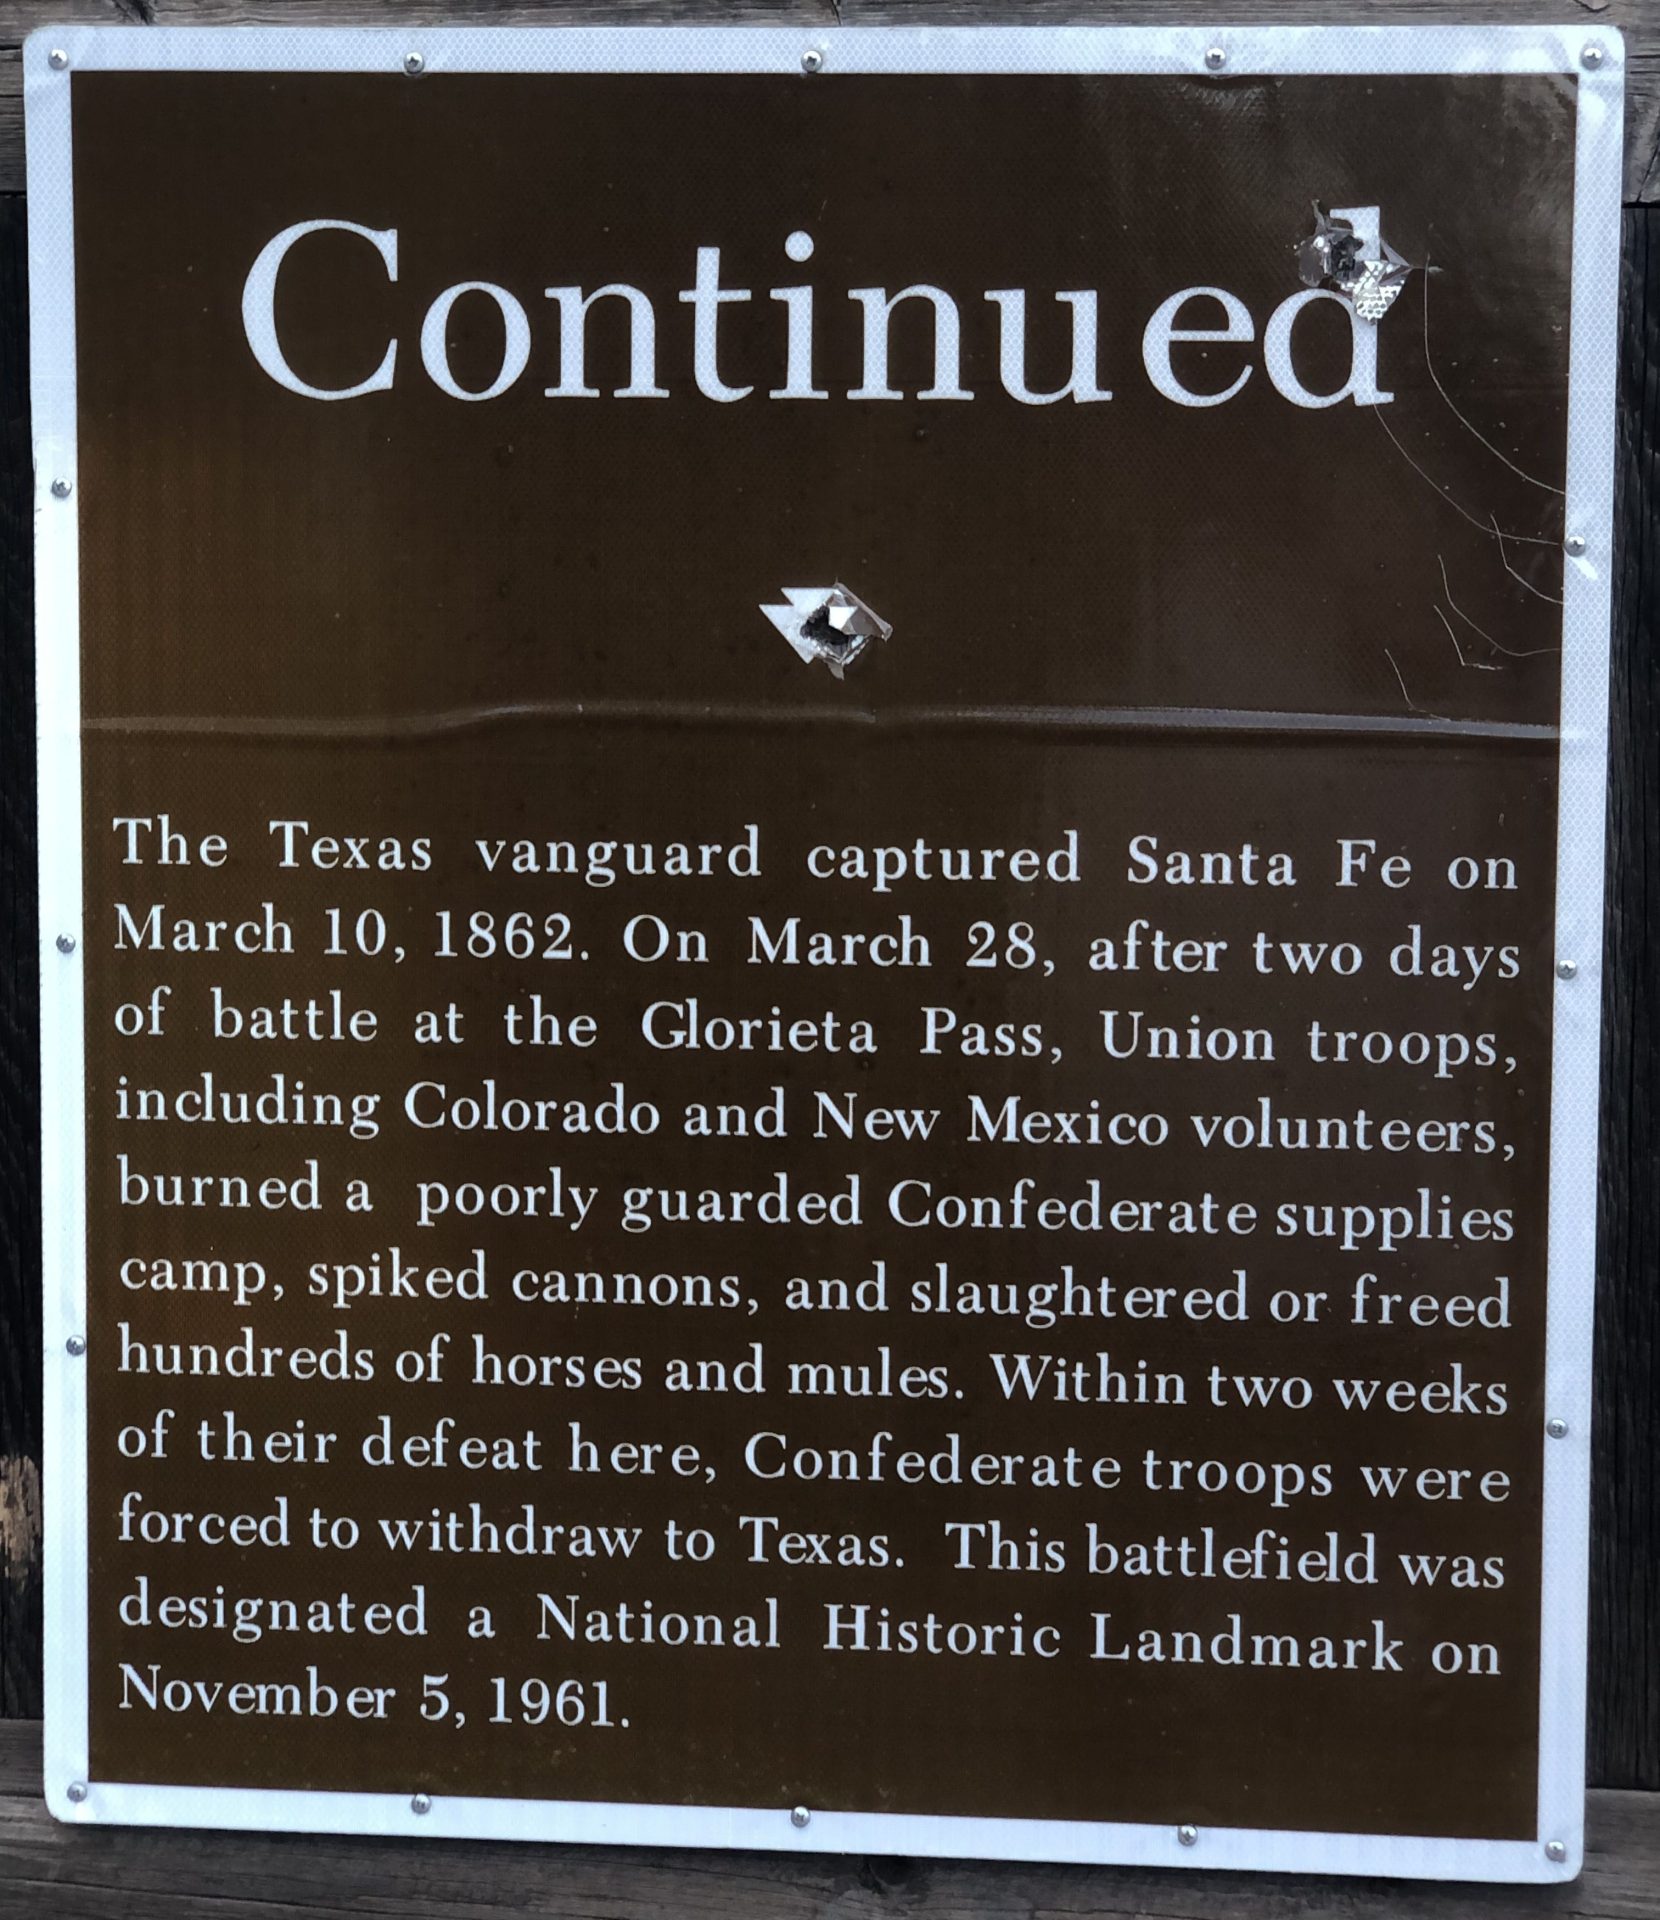 Continued
The Texas vanguard captured Santa Fe on
March 10, 1862. On March 28, after two days
of battle at the Glorieta Pass, Union troops,
including Colorado and New Mexico volunteers,
burned a poorly guarded Confederate supplies
camp, spiked cannons, and slaughtered or freed
hundreds of horses and mules. Within two weeks
of their defeat here, Confederate troops were
forced to withdraw to Texas. This battlefield was
designated a National Historic Landmark on
November 5, 1961.